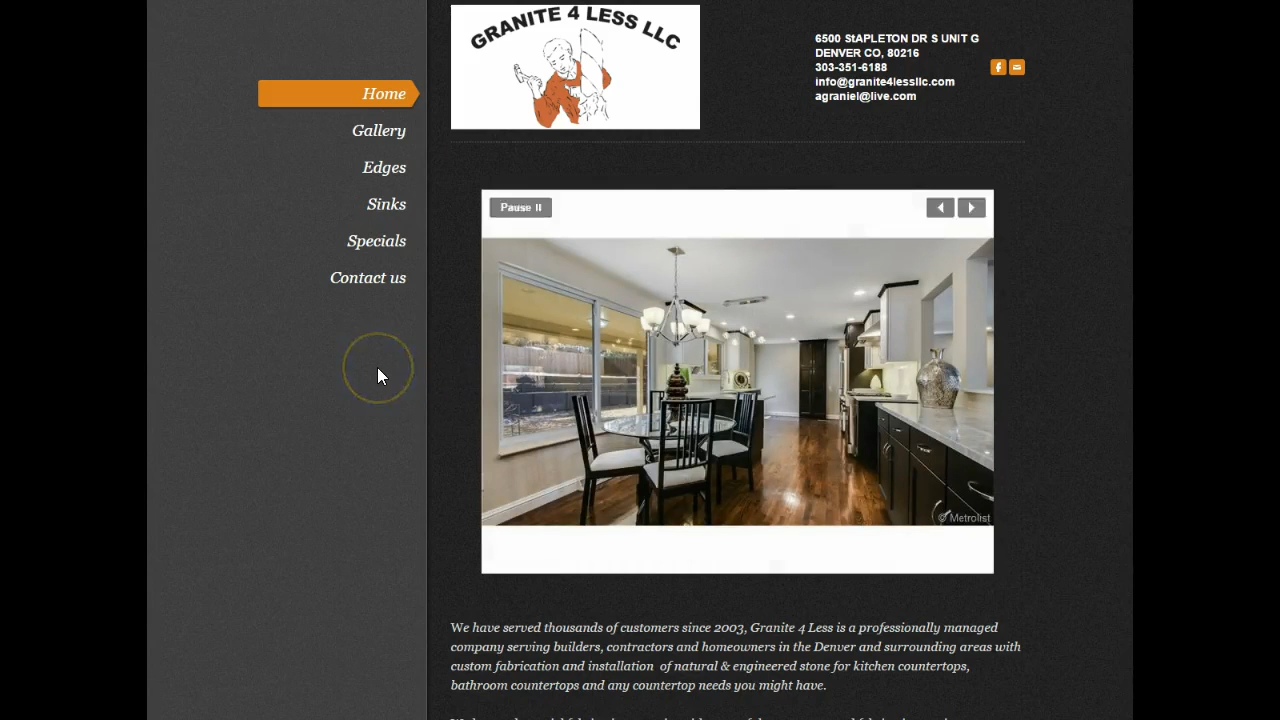 GRANITE 4 LESS LLC
6500 StAPLETON DR S UNIT G
DENVER CO, 80216
303-351-6188
info@granite4lessllc.com
agraniel@live.com
Home
Gallery
Edges
Sinks
Specials
Contact us
Pause
© Metrolist
We have served thousands of customers since 2003, Granite 4 Less is a professionally managed
company serving builders, contractors and homeowners in the Denver and surrounding areas with
custom fabrication and installation of natural & engineered stone for kitchen countertops,
bathroom countertops and any countertop needs you might have.